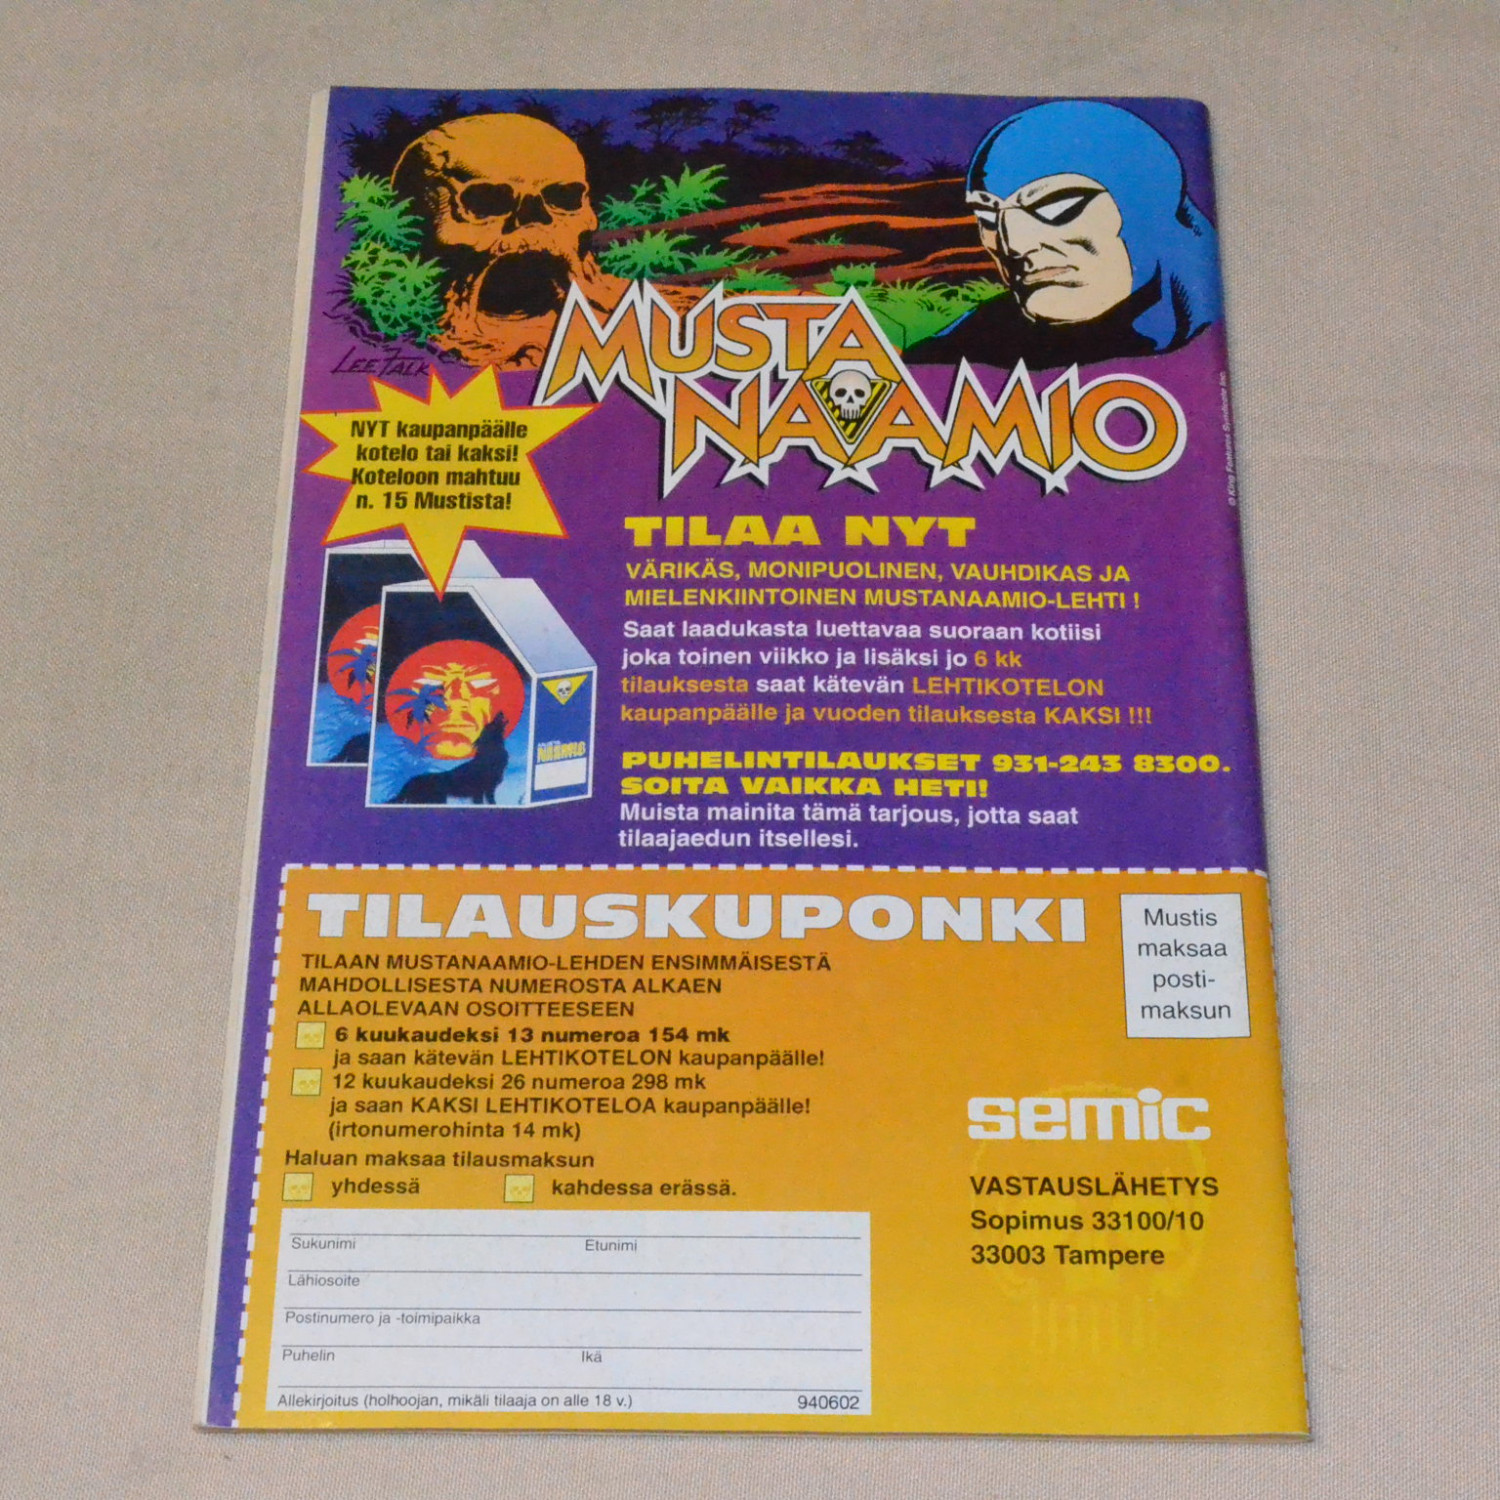 LEE FALK
MUSTA
NAAMIO
© King Features Syndicate Inc.
NYT kaupanpäälle
kotelo tai kaksi!
Koteloon mahtuu
n. 15 Mustista!
TILAA NYT
VÄRIKÄS, MONIPUOLINEN, VAUHDIKAS JA
MIELENKIINTOINEN MUSTANAAMIO-LEHTI !
Saat laadukasta luettavaa suoraan kotiisi
joka toinen viikko ja lisäksi jo 6 kk
tilauksesta saat kätevän LEHTIKOTELON
kaupanpäälle ja vuoden tilauksesta KAKSI !!!
PUHELINTILAUKSET 931-243 8300.
SOITA VAIKKA HETI!
Muista mainita tämä tarjous, jotta saat
tilaajaedun itsellesi.
NAAMIO
TILAUSKUPONKI
TILAAN MUSTANAAMIO-LEHDEN ENSIMMÄISESTÄ
MAHDOLLISESTA NUMEROSTA ALKAEN
ALLAOLEVAAN OSOITTEESEEN
6 kuukaudeksi 13 numeroa 154 mk
ja saan kätevän LEHTIKOTELON kaupanpäälle!
12 kuukaudeksi 26 numeroa 298 mk
ja saan KAKSI LEHTIKOTELOA kaupanpäälle!
(irtonumerohinta 14 mk)
Haluan maksaa tilausmaksun
yhdessä kahdessa erässä.
Sukunimi Etunimi
Lähiosoite
Postinumero ja -toimipaikka
Puhelin Ikä
Allekirjoitus (holhoojan, mikäli tilaaja on alle 18 v.) 940602
Mustis
maksaa
posti-
maksun
semic
VASTAUSLÄHETYS
Sopimus 33100/10
33003 Tampere